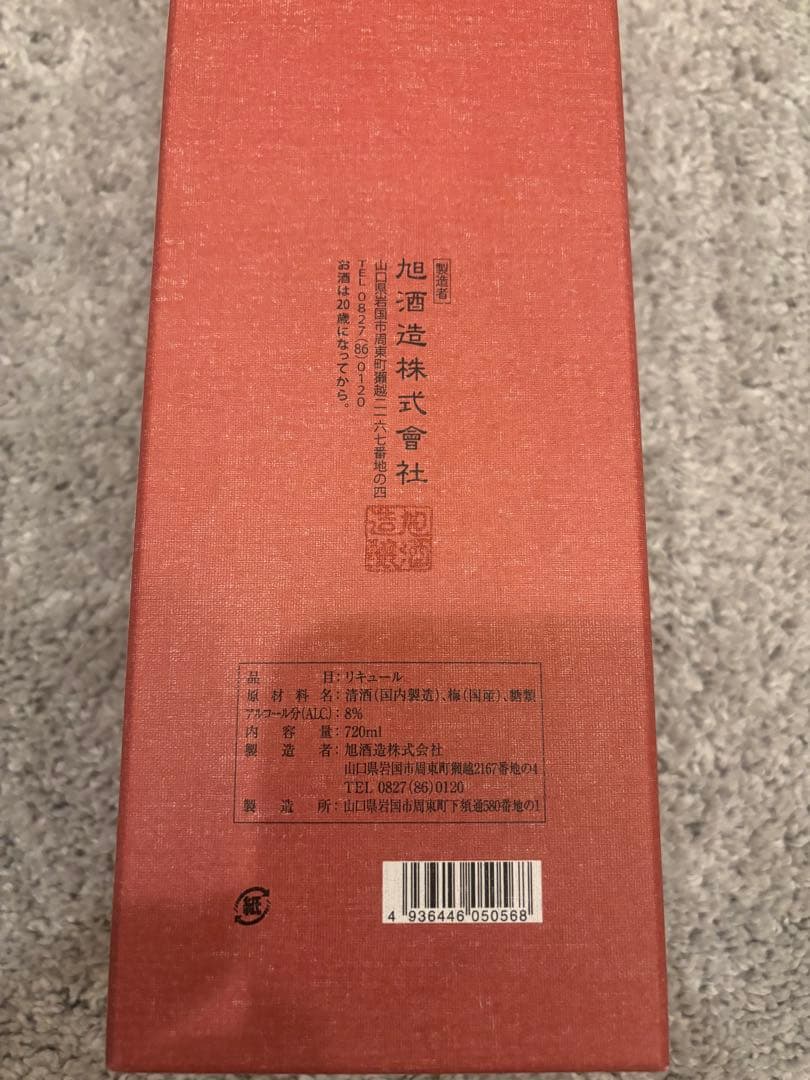 製造者
旭酒造株式會社
山口県岩国市周東町獺越二一六七番地の四
TEL 0827(86)0120
お酒は20歳になってから。
旭酒
造醸
品目：リキュール
原材料名：清酒(国内製造)、梅(国産)、糖類
アルコール分(ALC.)：8%
内容量：720ml
製造者：旭酒造株式会社
山口県岩国市周東町獺越2167番地の4
TEL 0827(86)0120
製造所：山口県岩国市周東町下須通580番地の1
紙
4 936446 050568